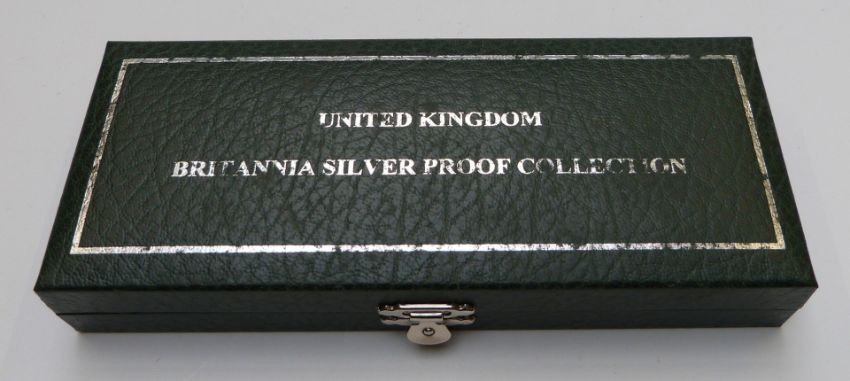 UNITED KINGDOM
BRITANNIA SILVER PROOF COLLECTION